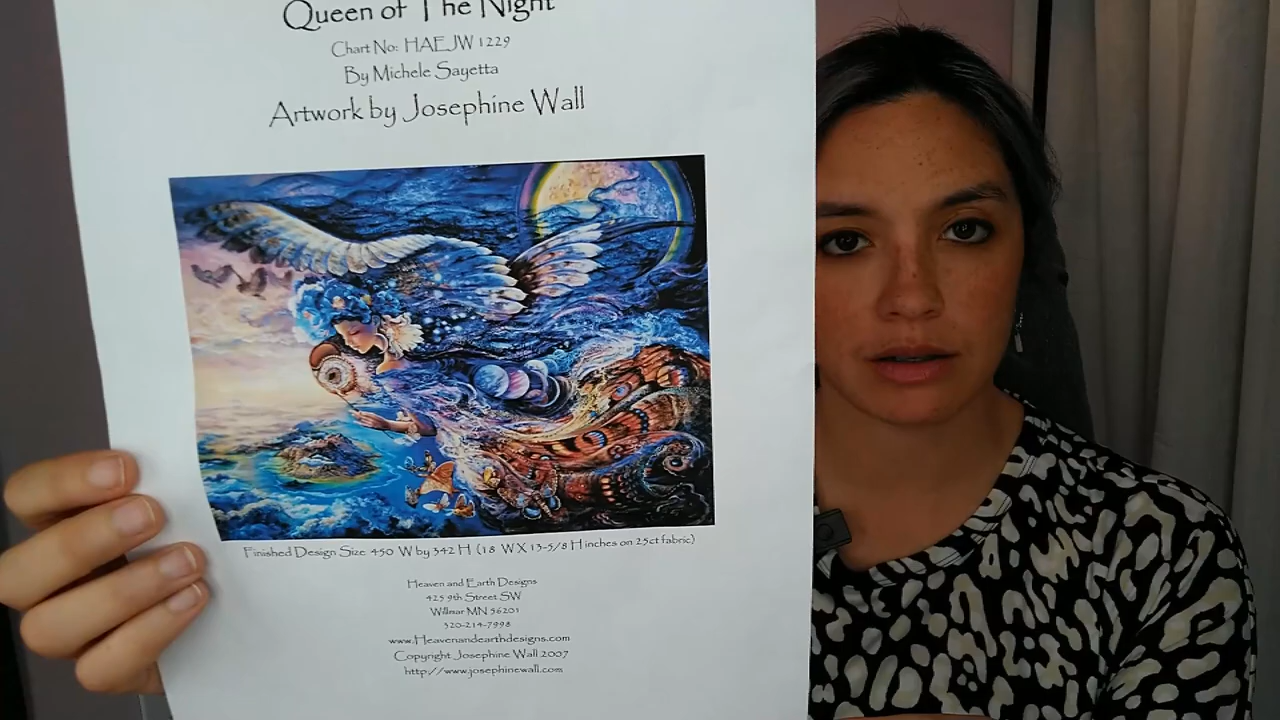 Queen of The Night
Chart No: HAEJW 1229
By Michele Sayetta
Artwork by Josephine Wall
Finished Design Size 450 W by 342 H (18 WX 13-5/8 H inches on 25ct fabric)
Heaven and Earth Designs
425 9th Street SW
Willmar MN 56201
320-214-7998
www.Heavenandearthdesigns.com
Copyright Josephine Wall 2007
http://www.josephinewall.com